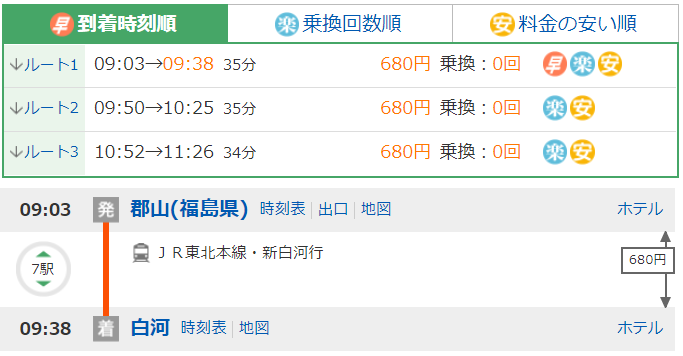 早 到着時刻順 楽 乗換回数順 安 料金の安い順
↓ルート1 09:03→09:38 35分 680円 乗換：0回 早 楽 安
↓ルート2 09:50→10:25 35分 680円 乗換：0回 楽 安
↓ルート3 10:52→11:26 34分 680円 乗換：0回 楽 安
09:03 発 郡山(福島県) 時刻表 出口 地図 ホテル
ＪＲ東北本線・新白河行
7駅 680円
09:38 着 白河 時刻表 地図 ホテル